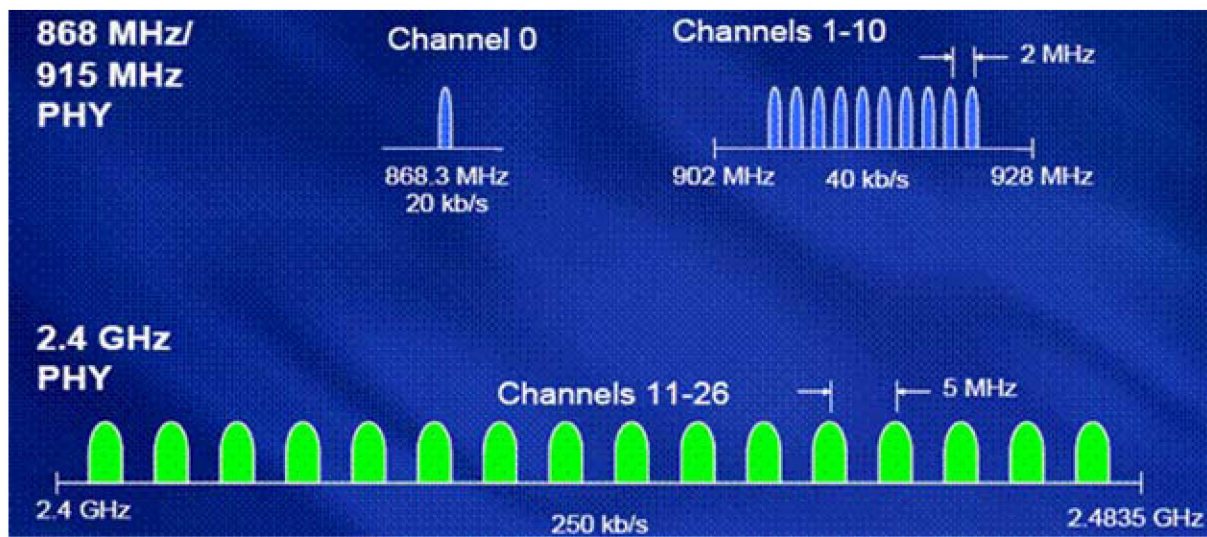 868 MHz/
915 MHz
PHY
Channel 0
868.3 MHz
20 kb/s
Channels 1-10
2 MHz
902 MHz
40 kb/s
928 MHz
2.4 GHz
PHY
Channels 11-26
5 MHz
2.4 GHz
250 kb/s
2.4835 GHz